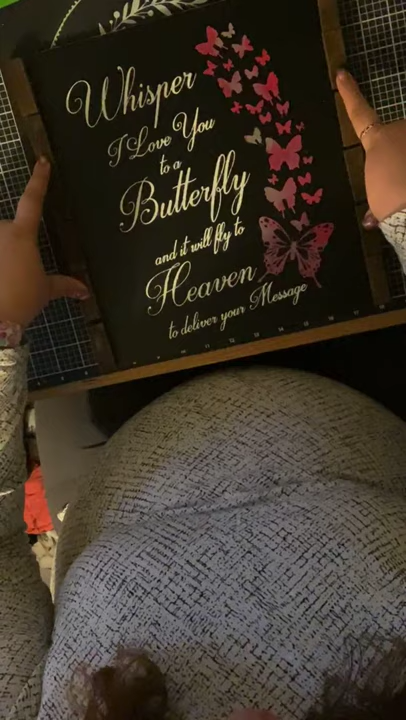 Whisper
I Love You
to a
Butterfly
and it will fly to
Heaven
to deliver your Message